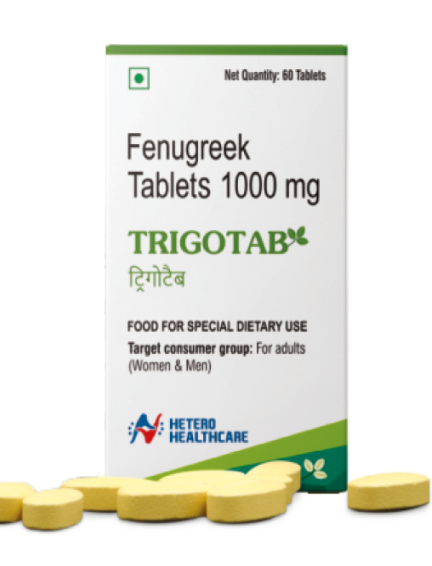 Net Quantity: 60 Tablets
Fenugreek
Tablets 1000 mg
TRIGOTAB
ट्रिगोटैब
FOOD FOR SPECIAL DIETARY USE
Target consumer group: For adults
(Women & Men)
HETERO
HEALTHCARE